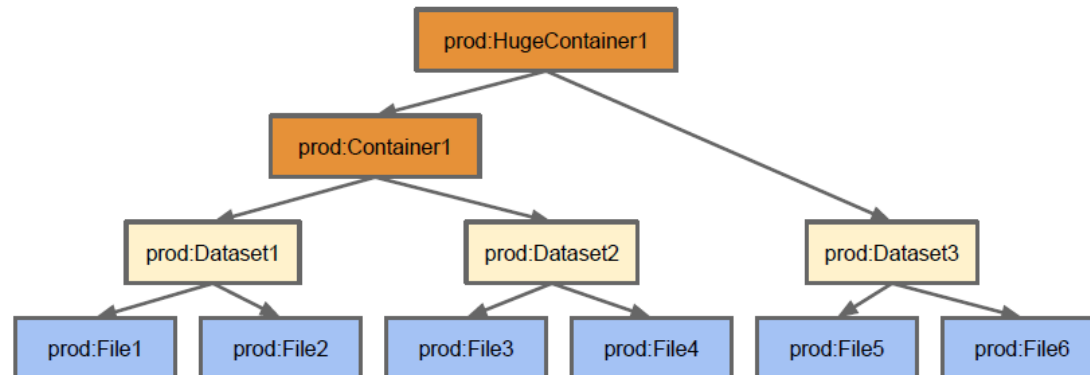 prod:HugeContainer1
prod:Container1
prod:Dataset1
prod:Dataset2
prod:Dataset3
prod:File1
prod:File2
prod:File3
prod:File4
prod:File5
prod:File6